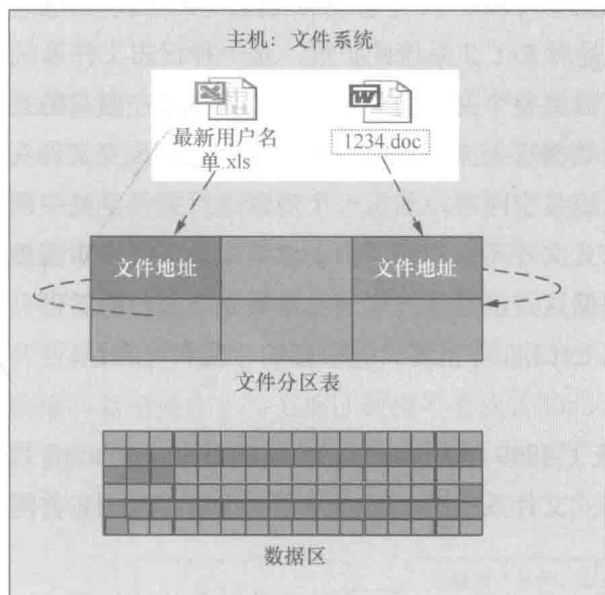 主机：文件系统
最新用户名
单.xls
1234.doc
文件地址
文件地址
文件分区表
数据区